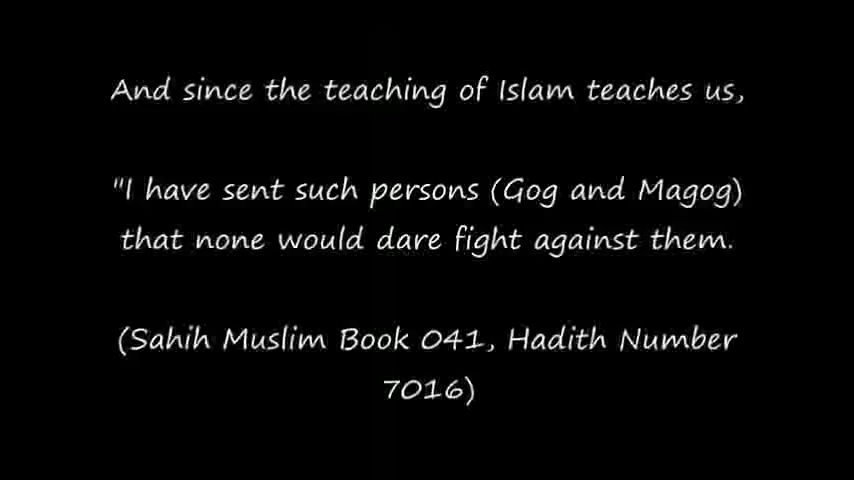 And since the teaching of Islam teaches us,
"I have sent such persons (Gog and Magog)
that none would dare fight against them.
(Sahih Muslim Book 041, Hadith Number
7016)